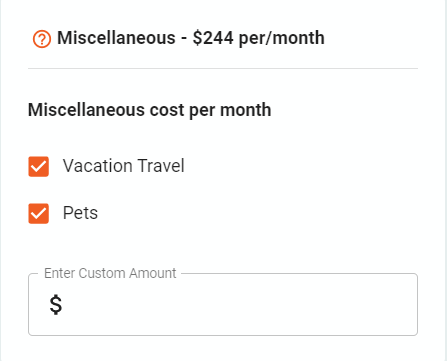 Miscellaneous - $244 per/month
Miscellaneous cost per month
Vacation Travel
Pets
Enter Custom Amount
$